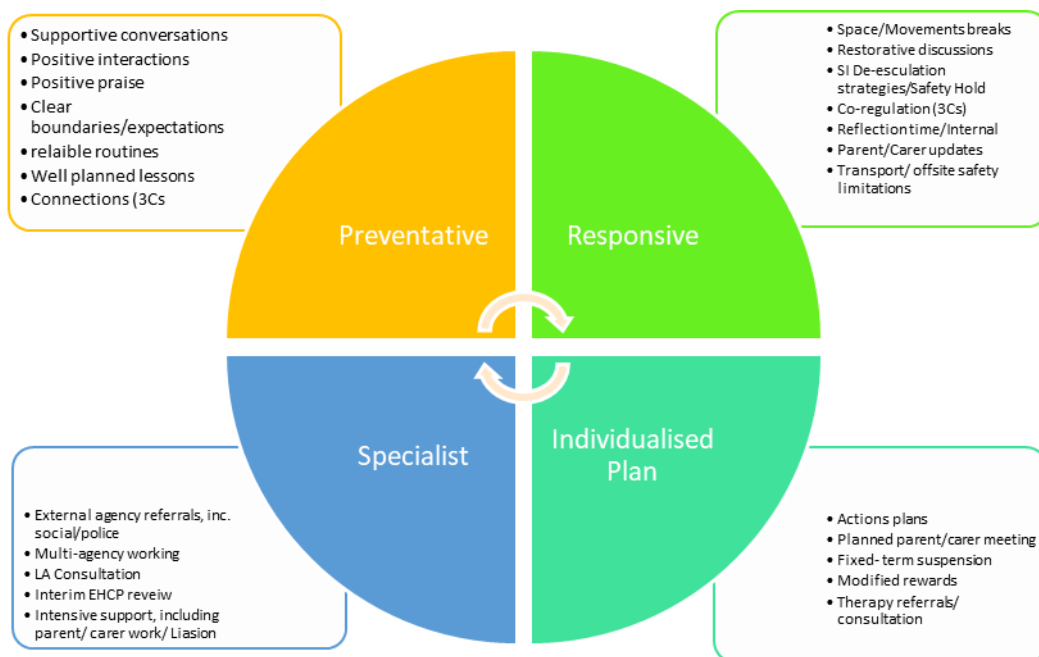 • Supportive conversations
• Positive interactions
• Positive praise
• Clear
boundaries/expectations
• relaible routines
• Well planned lessons
• Connections (3Cs
• Space/Movements breaks
• Restorative discussions
• SI De-esculation
strategies/Safety Hold
• Co-regulation (3Cs)
• Reflection time/Internal
• Parent/Carer updates
• Transport/ offsite safety
limitations
Preventative
Responsive
Specialist
Individualised
Plan
• External agency referrals, inc.
social/police
• Multi-agency working
• LA Consultation
• Interim EHCP reveiw
• Intensive support, including
parent/ carer work/ Liasion
• Actions plans
• Planned parent/carer meeting
• Fixed- term suspension
• Modified rewards
• Therapy referrals/
consultation